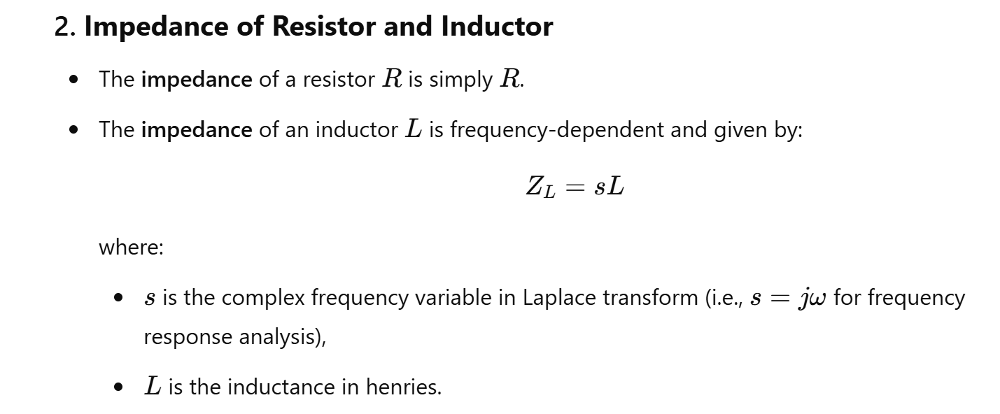 2. Impedance of Resistor and Inductor
• The impedance of a resistor R is simply R.
• The impedance of an inductor L is frequency-dependent and given by:
Z_L = sL
where:
• s is the complex frequency variable in Laplace transform (i.e., s = jω for frequency
response analysis),
• L is the inductance in henries.